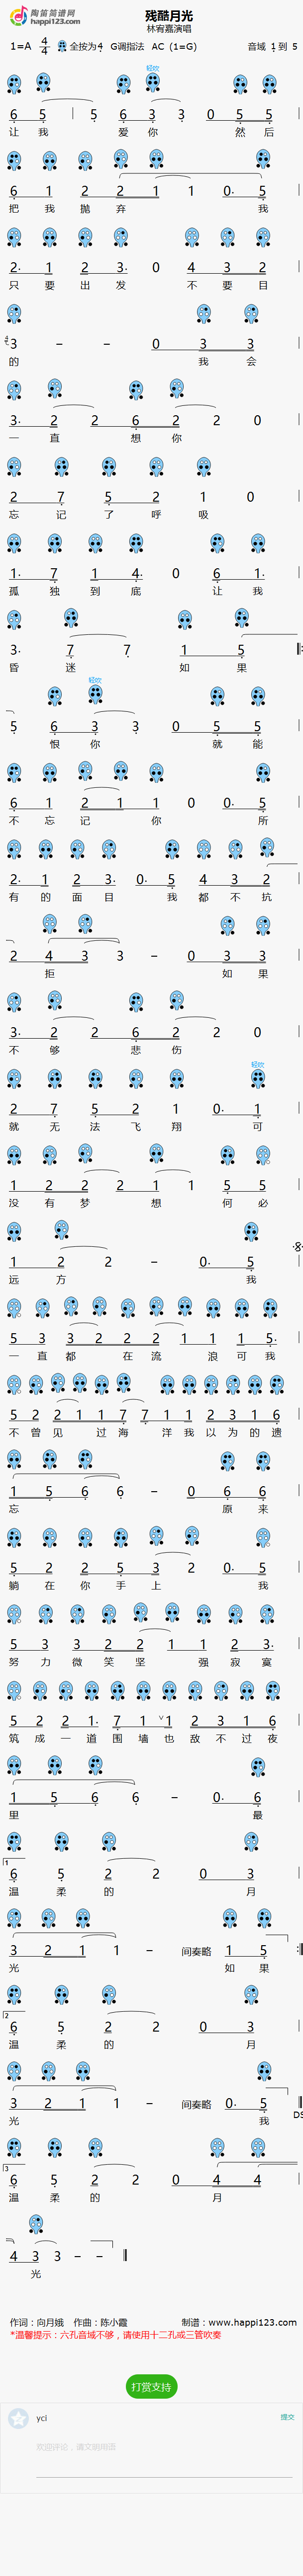 陶笛简谱网
www.happi123.com
残酷月光
林宥嘉演唱
1=A 4/4 全按为4 G调指法 AC (1=G) 音域 1 到 5
轻吹
6 5 | 5 6 3 3 0 5 5
让 我 爱 你 然 后
6 1 2 2 1 1 0. 5
把 我 抛 弃 我
2. 1 2 3. 0 4 3 2
只 要 出 发 不 要 目
3 - - 0 3 3
的 我 会
3. 2 2 6 2 2 0
一 直 想 你
2 7 5 2 1 0
忘 记 了 呼 吸
1. 7 1 4. 0 6 1.
孤 独 到 底 让 我
3. 7 7 1 5
昏 迷 如 果
轻吹
5 6 3 3 0 5 5
恨 你 就 能
6 1 2 1 1 0 0. 5
不 忘 记 你 所
2. 1 2 3. 0. 5 4 3 2
有 的 面 目 我 都 不 抗
2 4 3 3 - 0 3 3
拒 如 果
3. 2 2 6 2 2 0
不 够 悲 伤
轻吹
2 7 5 2 1 0. 1
就 无 法 飞 翔 可
1 2 2 2 1 1 5 5
没 有 梦 想 何 必
1 2 2 - 0. 5
远 方 我
5 3 3 2 2 2 1 1 1 5.
一 直 都 在 流 浪 可 我
5 2 2 1 1 7 7 1 1 2 3 1 6
不 曾 见 过 海 洋 我 以 为 的 遗
1 5 6 6 - 0 6 6
忘 原 来
5 2 2 5 3 2 0. 5
躺 在 你 手 上 我
5 3 3 2 2 1 1 2 3.
努 力 微 笑 坚 强 寂 寞
5 2 2 1. 7 1 v 1 2 3 1 6
筑 成 一 道 围 墙 也 敌 不 过 夜
1 5 6 6 - 0. 6
里 最
1
6 5 2 2 0 3
温 柔 的 月
3 2 1 1 - 间奏略 1 5
光 如 果
2
6 5 2 2 0 3
温 柔 的 月
3 2 1 1 - 间奏略 0. 5
光 我
DS
3
6 5 2 2 0 4 4
温 柔 的 月
4 3 3 - -
光
作词：向月娥 作曲：陈小霞 制谱：www.happi123.com
*温馨提示：六孔音域不够，请使用十二孔或三管吹奏
打赏支持
yci 提交
欢迎评论，请文明用语